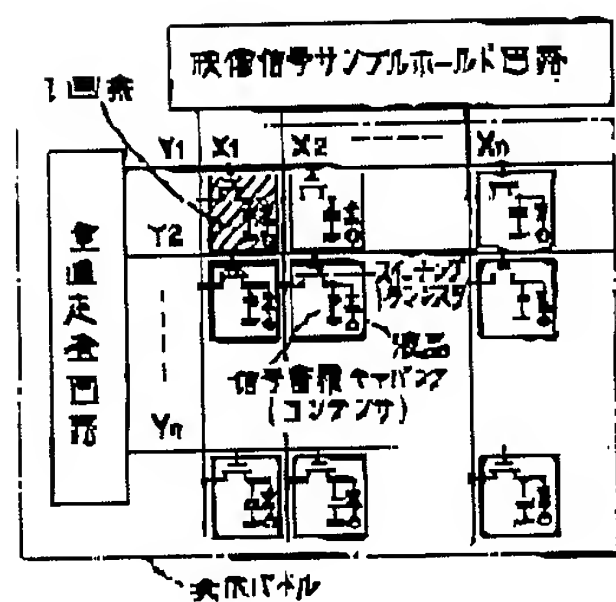 映像信号サンプルホールド回路
1画素
Y1 X1 X2 Xn
Y2
垂直走査回路
スイッチング
トランジスタ
液晶
信号蓄積キャパシタ
(コンデンサ)
Yn
表示パネル